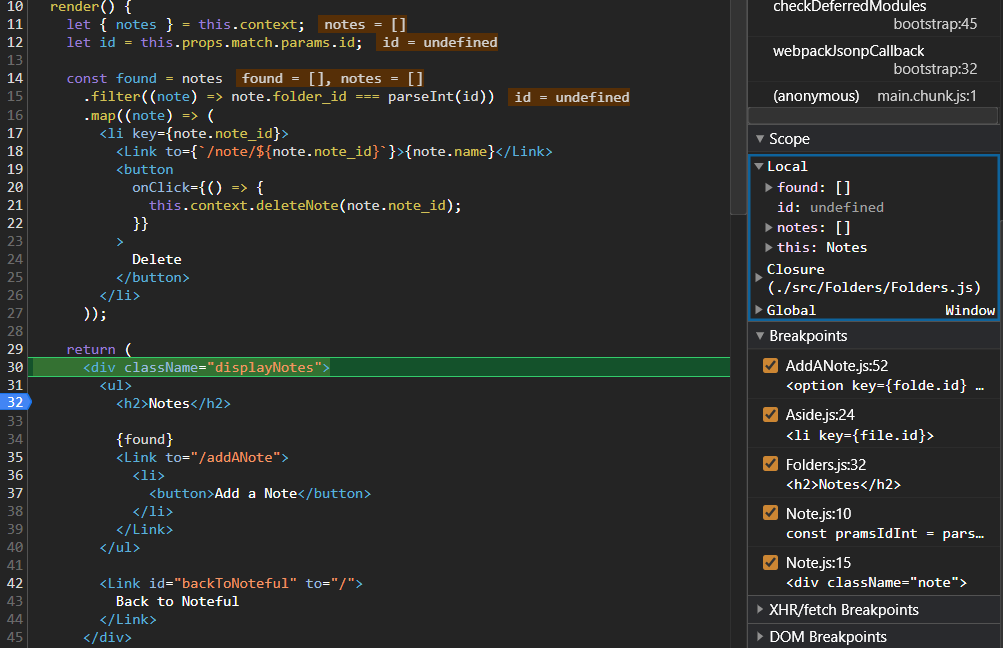 10 render() {
11 let { notes } = this.context; notes = []
12 let id = this.props.match.params.id; id = undefined
13
14 const found = notes found = [], notes = []
15 .filter((note) => note.folder_id === parseInt(id)) id = undefined
16 .map((note) => (
17 <li key={note.note_id}>
18 <Link to={`/note/${note.note_id}`}>{note.name}</Link>
19 <button
20 onClick={() => {
21 this.context.deleteNote(note.note_id);
22 }}
23 >
24 Delete
25 </button>
26 </li>
27 ));
28
29 return (
30 <div className="displayNotes">
31 <ul>
32 <h2>Notes</h2>
33
34 {found}
35 <Link to="/addANote">
36 <li>
37 <button>Add a Note</button>
38 </li>
39 </Link>
40 </ul>
41
42 <Link id="backToNoteful" to="/">
43 Back to Noteful
44 </Link>
45 </div>
checkDeferredModules
bootstrap:45
webpackJsonpCallback
bootstrap:32
(anonymous) main.chunk.js:1
Scope
Local
found: []
id: undefined
notes: []
this: Notes
Closure
(./src/Folders/Folders.js)
Global Window
Breakpoints
AddANote.js:52
<option key={folde.id} …
Aside.js:24
<li key={file.id}>
Folders.js:32
<h2>Notes</h2>
Note.js:10
const pramsIdInt = pars…
Note.js:15
<div className="note">
XHR/fetch Breakpoints
DOM Breakpoints